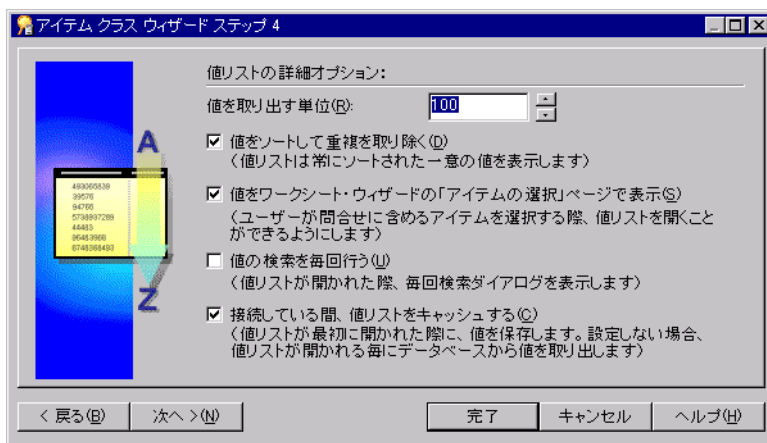 アイテム クラス ウィザード ステップ 4
値リストの詳細オプション:
値を取り出す単位(R): 100
値をソートして重複を取り除く(D)
(値リストは常にソートされた一意の値を表示します)
値をワークシート・ウィザードの「アイテムの選択」ページで表示(S)
(ユーザーが問合せに含めるアイテムを選択する際、値リストを開くこと
ができるようにします)
値の検索を毎回行う(U)
(値リストが開かれた際、毎回検索ダイアログを表示します)
接続している間、値リストをキャッシュする(C)
(値リストが最初に開かれた際に、値を保存します。設定しない場合、
値リストが開かれる毎にデータベースから値を取り出します)
A
39576
94766
44483
Z
< 戻る(B)
次へ >(N)
完了
キャンセル
ヘルプ(H)